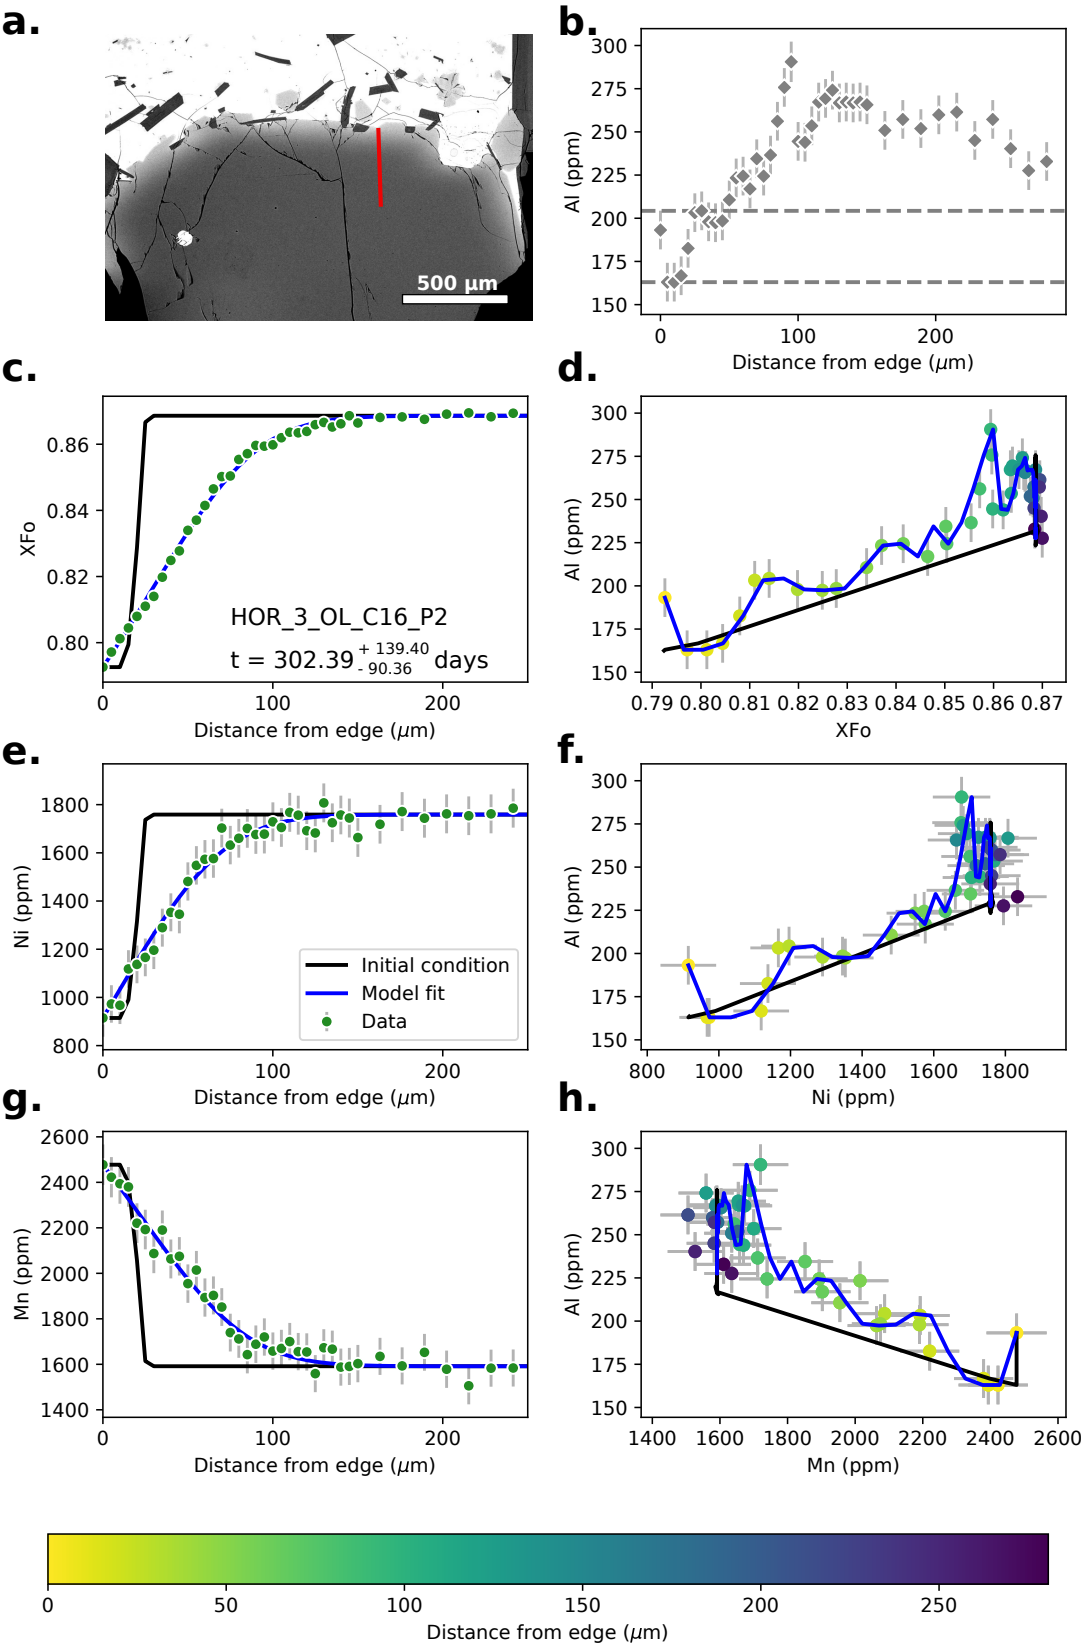 a.
500 μm
b.
300
275
250
225
200
175
150
Al (ppm)
0
100
200
Distance from edge (μm)
c.
0.86
0.84
0.82
0.80
XFo
HOR_3_OL_C16_P2
t = 302.39 + 139.40 - 90.36 days
0
100
200
Distance from edge (μm)
d.
300
275
250
225
200
175
150
Al (ppm)
0.79 0.80 0.81 0.82 0.83 0.84 0.85 0.86 0.87
XFo
e.
1800
1600
1400
1200
1000
800
Ni (ppm)
Initial condition
Model fit
Data
0
100
200
Distance from edge (μm)
f.
300
275
250
225
200
175
150
Al (ppm)
800 1000 1200 1400 1600 1800
Ni (ppm)
g.
2600
2400
2200
2000
1800
1600
1400
Mn (ppm)
0
100
200
Distance from edge (μm)
h.
300
275
250
225
200
175
150
Al (ppm)
1400 1600 1800 2000 2200 2400 2600
Mn (ppm)
0 50 100 150 200 250
Distance from edge (μm)